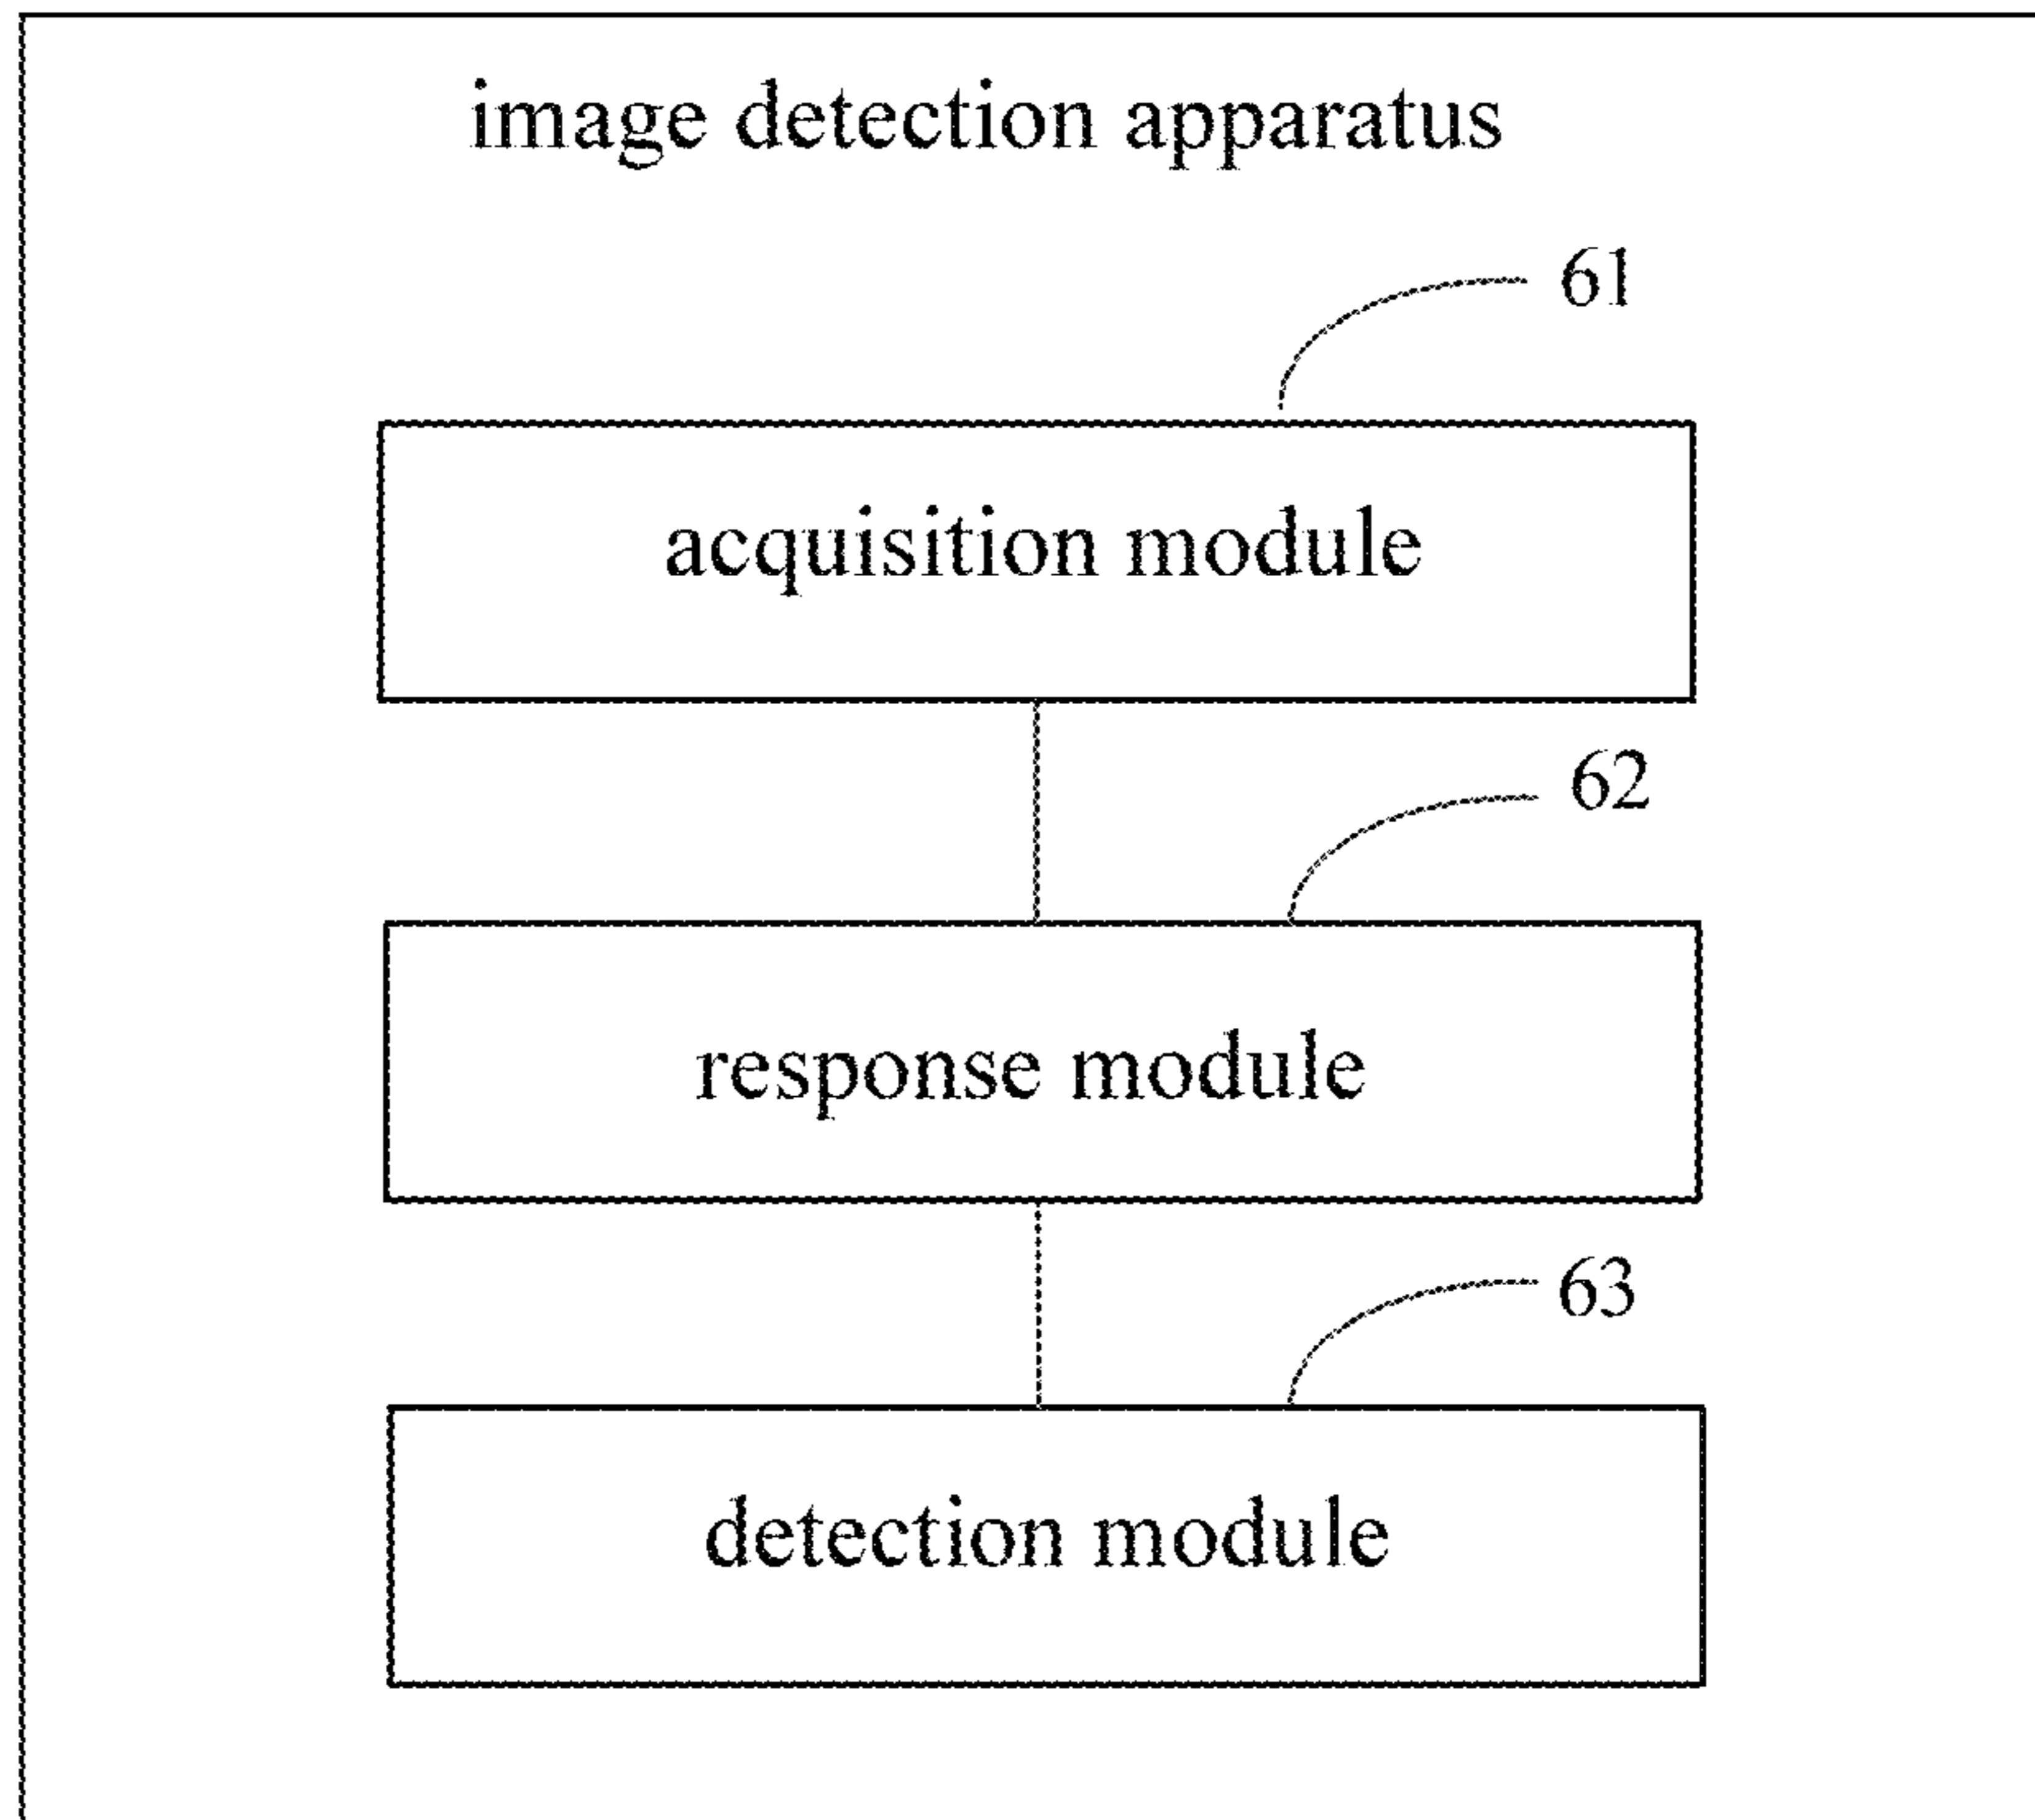 image detection apparatus
61
acquisition module
62
response module
63
detection module